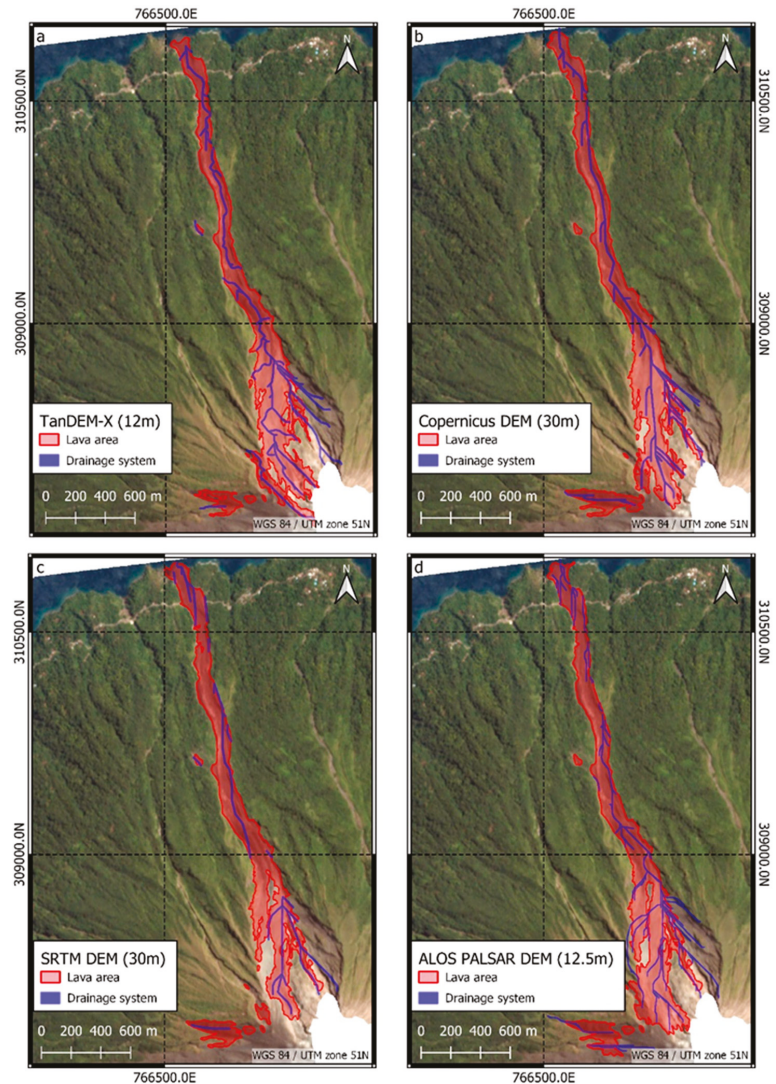 766500.0E
766500.0E
a
N
b
N
310500.0N
310500.0N
309000.0N
309000.0N
TanDEM-X (12m)
Lava area
Drainage system
0 200 400 600 m
WGS 84 / UTM zone 51N
Copernicus DEM (30m)
Lava area
Drainage system
0 200 400 600 m
WGS 84 / UTM zone 51N
c
N
d
N
310500.0N
310500.0N
309000.0N
309000.0N
SRTM DEM (30m)
Lava area
Drainage system
0 200 400 600 m
WGS 84 / UTM zone 51N
ALOS PALSAR DEM (12.5m)
Lava area
Drainage system
0 200 400 600 m
WGS 84 / UTM zone 51N
766500.0E
766500.0E